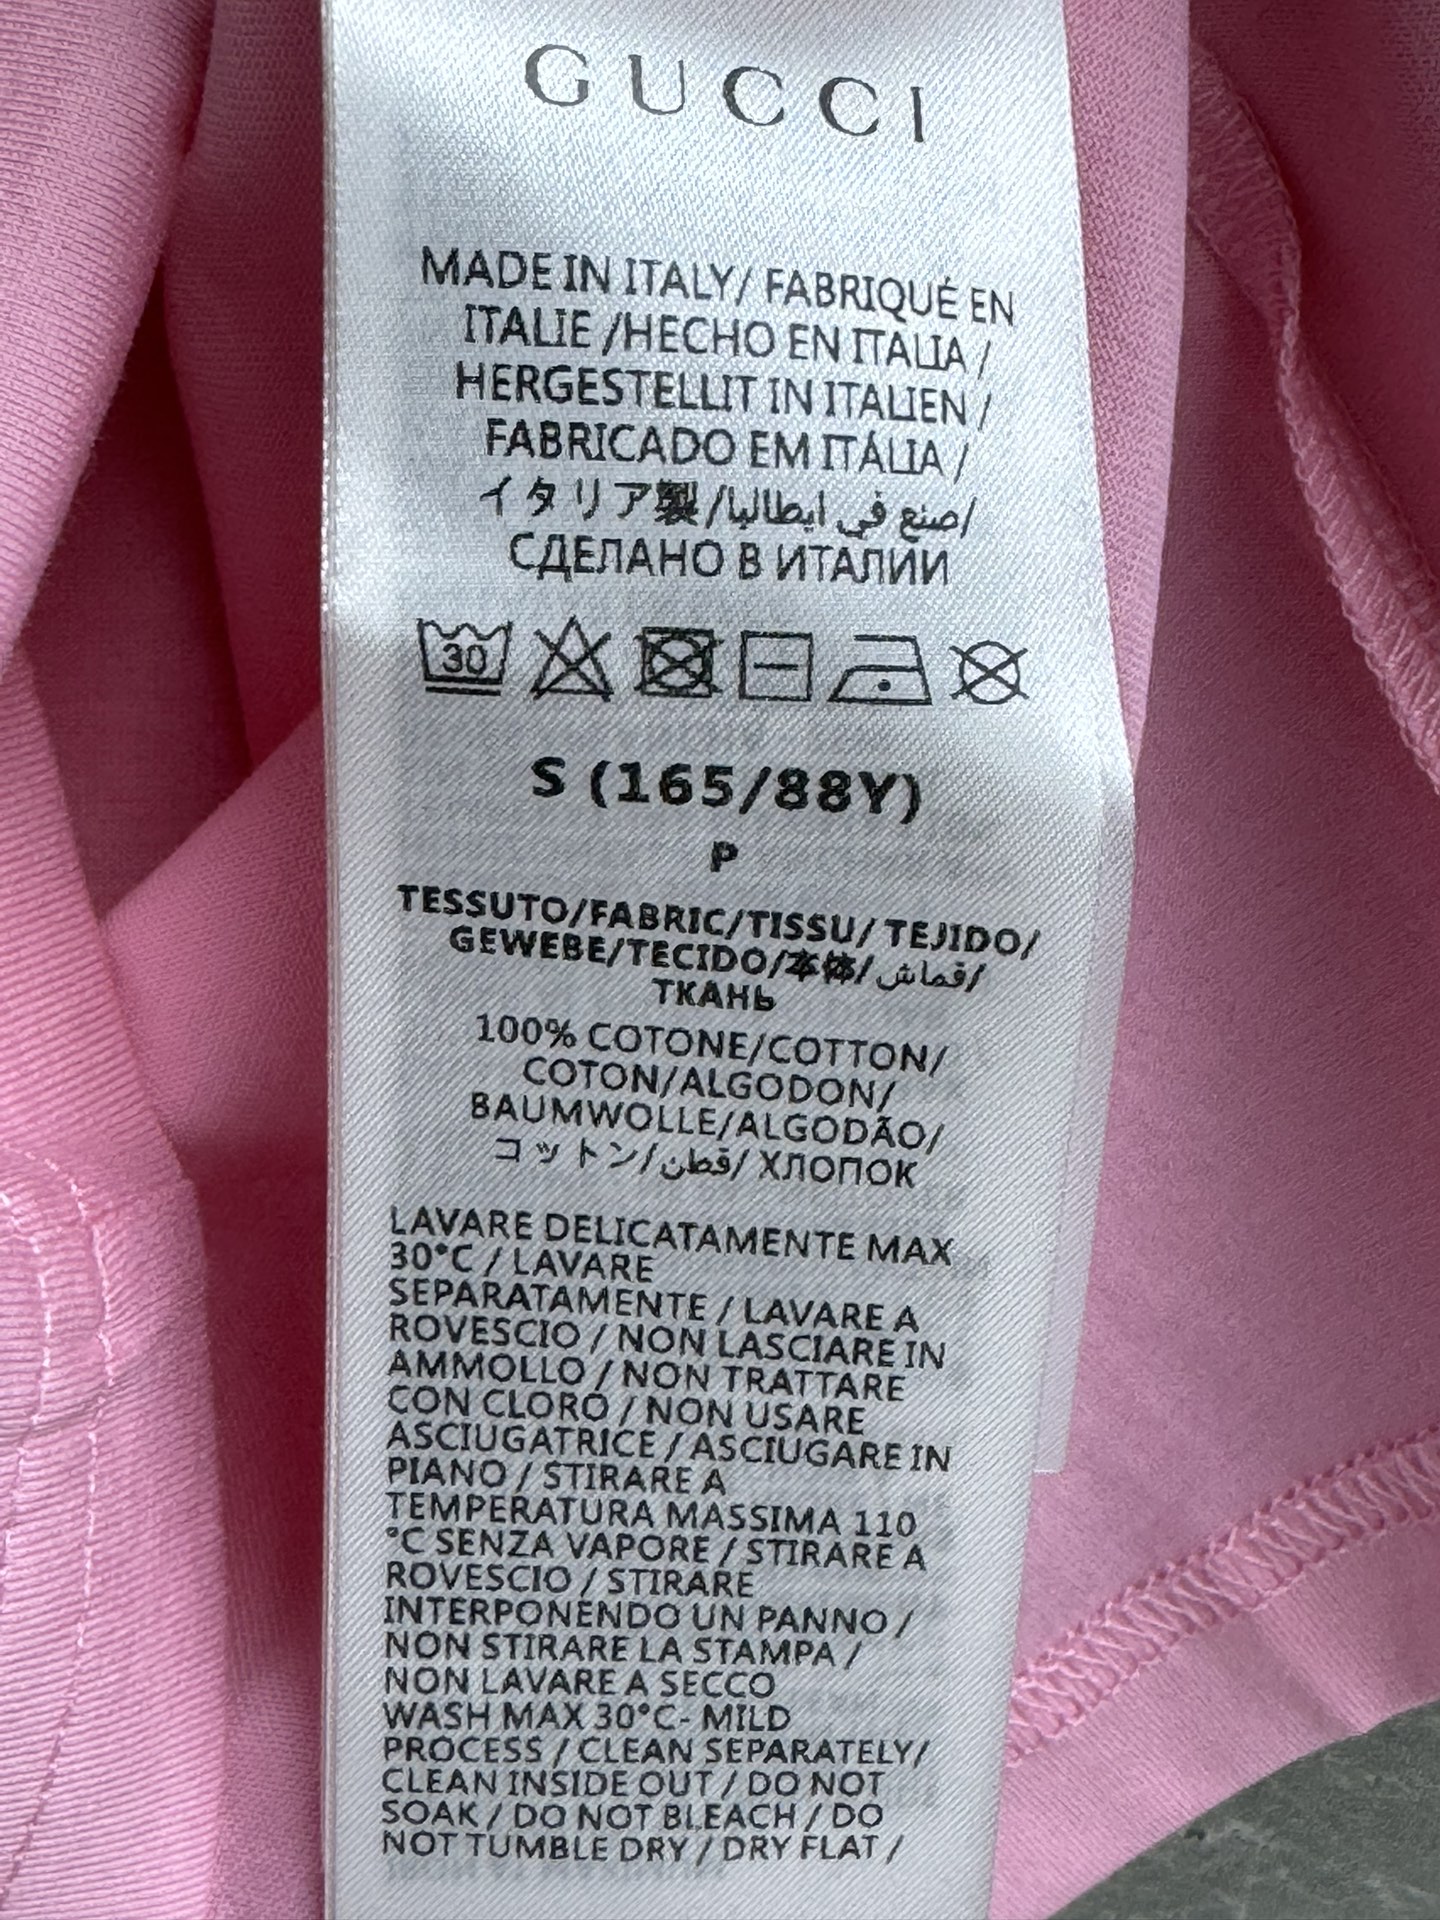 GUCCI
MADE IN ITALY/ FABRIQUÉ EN
ITALIE /HECHO EN ITALIA /
HERGESTELLT IN ITALIEN /
FABRICADO EM ITÁLIA /
イタリア製/صنع في ايطاليا/
СДЕЛАНО В ИТАЛИИ
30
S (165/88Y)
P
TESSUTO/FABRIC/TISSU/ TEJIDO/
GEWEBE/TECIDO/本体/قماش/
ТКАНЬ
100% COTONE/COTTON/
COTON/ALGODON/
BAUMWOLLE/ALGODÃO/
コットン/قطن/ ХЛОПОК
LAVARE DELICATAMENTE MAX
30°C / LAVARE
SEPARATAMENTE / LAVARE A
ROVESCIO / NON LASCIARE IN
AMMOLLO / NON TRATTARE
CON CLORO / NON USARE
ASCIUGATRICE / ASCIUGARE IN
PIANO / STIRARE A
TEMPERATURA MASSIMA 110
°C SENZA VAPORE / STIRARE A
ROVESCIO / STIRARE
INTERPONENDO UN PANNO /
NON STIRARE LA STAMPA /
NON LAVARE A SECCO
WASH MAX 30°C- MILD
PROCESS / CLEAN SEPARATELY/
CLEAN INSIDE OUT / DO NOT
SOAK / DO NOT BLEACH / DO
NOT TUMBLE DRY / DRY FLAT /